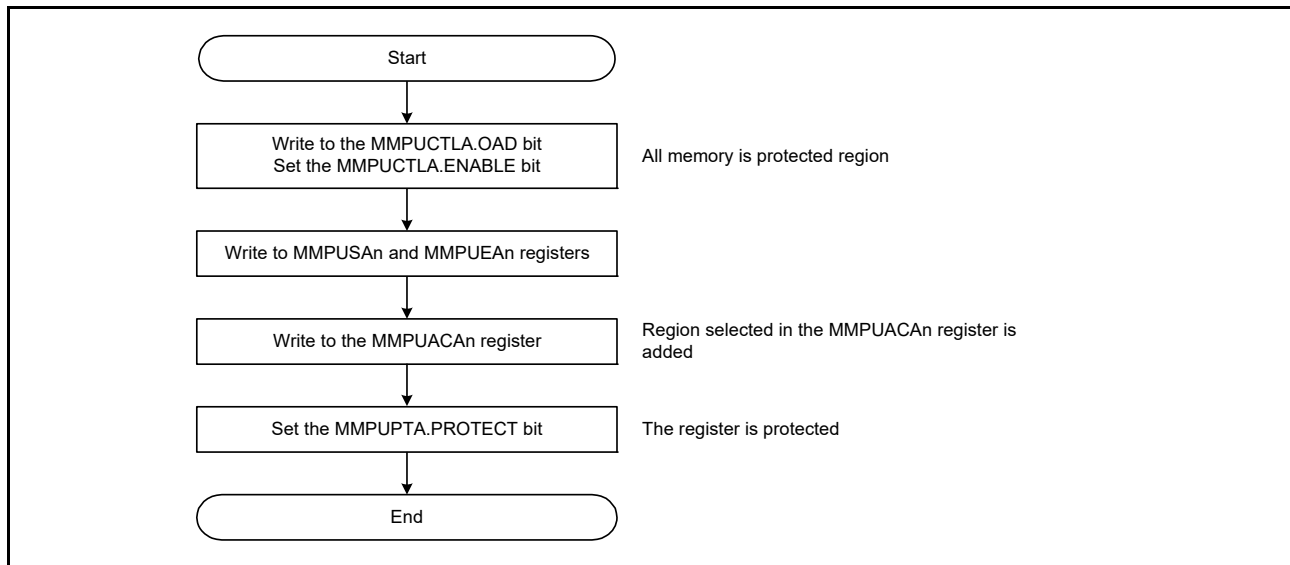 Start
Write to the MMPUCTLA.OAD bit
Set the MMPUCTLA.ENABLE bit
All memory is protected region
Write to MMPUSAn and MMPUEAn registers
Write to the MMPUACAn register
Region selected in the MMPUACAn register is
added
Set the MMPUPTA.PROTECT bit
The register is protected
End